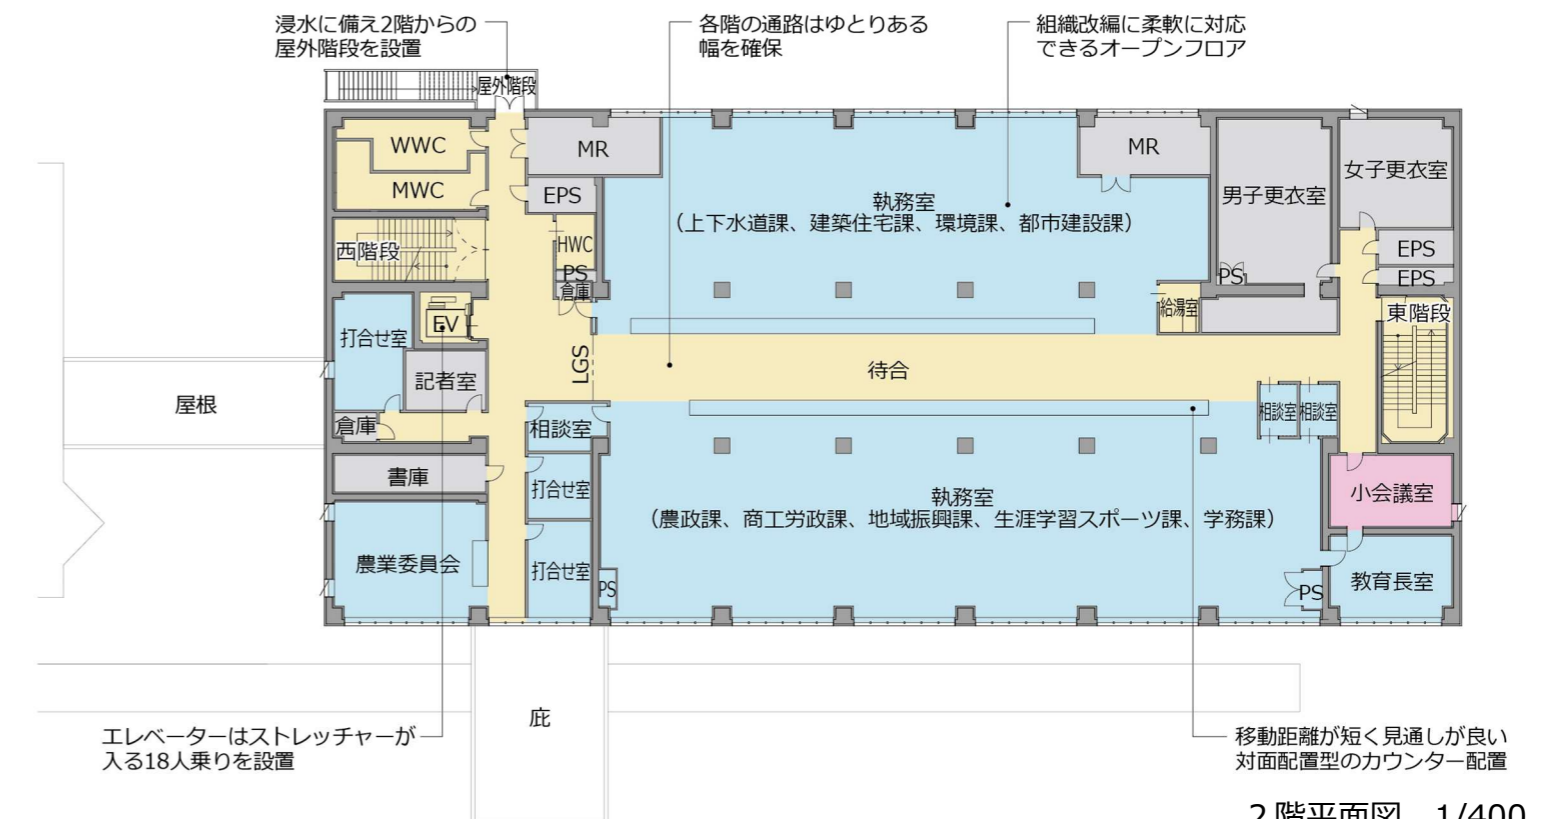 浸水に備え2階からの
屋外階段を設置
各階の通路はゆとりある
幅を確保
組織改編に柔軟に対応
できるオープンフロア
屋外階段
WWC
MWC
MR
EPS
HWC
PS
倉庫
西階段
EV
打合せ室
記者室
倉庫
書庫
農業委員会
LGS
相談室
打合せ室
打合せ室
執務室
（上下水道課、建築住宅課、環境課、都市建設課）
MR
男子更衣室
PS
女子更衣室
EPS
EPS
給湯室
東階段
待合
相談室
相談室
執務室
（農政課、商工労政課、地域振興課、生涯学習スポーツ課、学務課）
PS
PS
小会議室
教育長室
屋根
庇
エレベーターはストレッチャーが
入る18人乗りを設置
移動距離が短く見通しが良い
対面配置型のカウンター配置
2階平面図 1/400